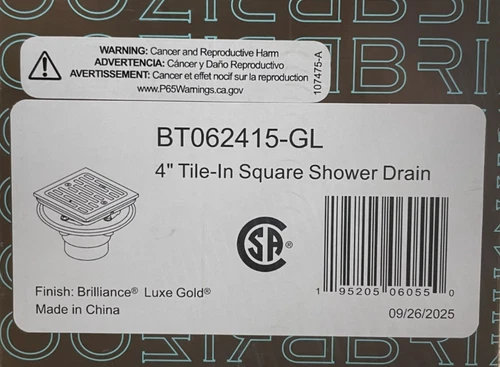 WARNING: Cancer and Reproductive Harm
ADVERTENCIA: Cáncer y Daño Reproductivo
AVERTISSEMENT: Cancer et effet nocif sur la reproduction
www.P65Warnings.ca.gov
107475-A
BT062415-GL
4" Tile-In Square Shower Drain
CSA®
Finish: Brilliance® Luxe Gold®
Made in China
1 95205 06055 0
09/26/2025